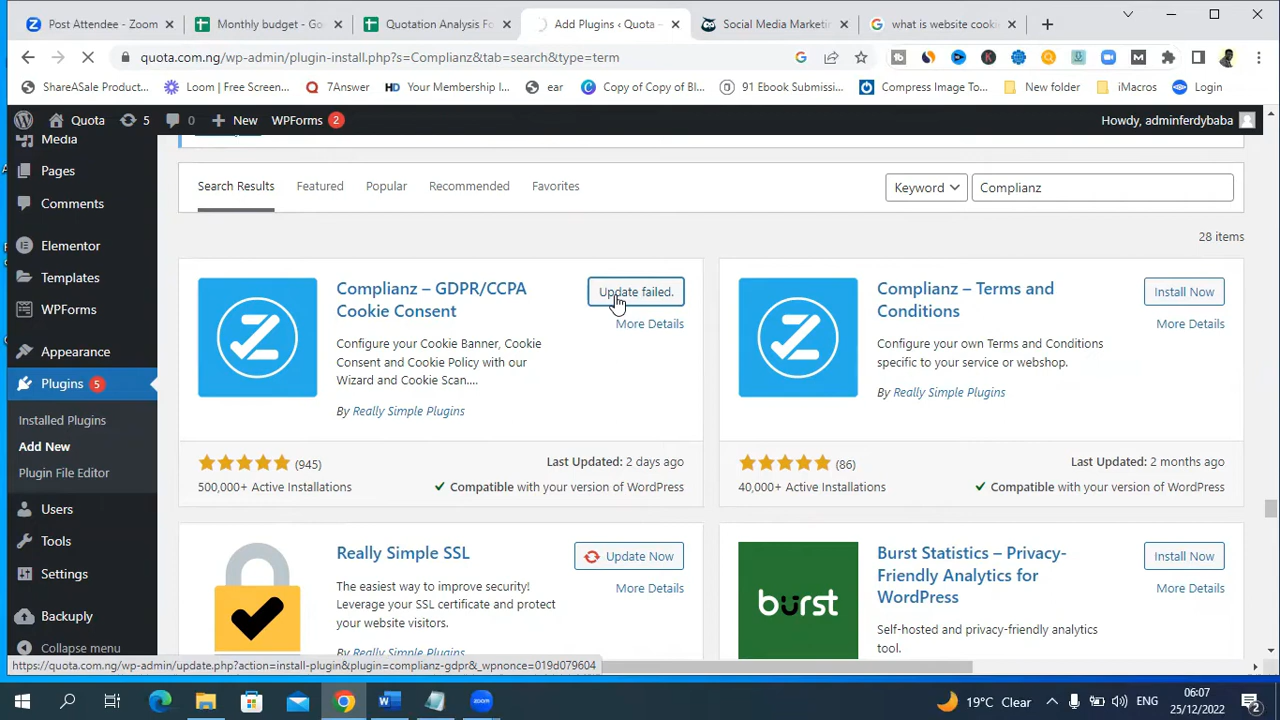 Post Attendee - Zoom
Monthly budget - Go
Quotation Analysis Fo
Add Plugins ‹ Quota –
Social Media Marketi
what is website cook
quota.com.ng/wp-admin/plugin-install.php?s=Complianz&tab=search&type=term
ShareASale Product...
Loom | Free Screen...
7Answer
HD Your Membership I...
ear
Copy of Copy of Bl...
91 Ebook Submissi...
Compress Image To...
New folder
iMacros
Login
Quota
5
0
New
WPForms 2
Howdy, adminferdybaba
Media
Pages
Comments
Elementor
Templates
WPForms
Appearance
Plugins 5
Installed Plugins
Add New
Plugin File Editor
Users
Tools
Settings
Backuply
Collapse menu
Search Results
Featured
Popular
Recommended
Favorites
Keyword
Complianz
28 items
Complianz – GDPR/CCPA
Cookie Consent
Update failed.
More Details
Configure your Cookie Banner, Cookie
Consent and Cookie Policy with our
Wizard and Cookie Scan....
By Really Simple Plugins
(945)
500,000+ Active Installations
Last Updated: 2 days ago
Compatible with your version of WordPress
Complianz – Terms and
Conditions
Install Now
More Details
Configure your own Terms and Conditions
specific to your service or webshop.
By Really Simple Plugins
(86)
40,000+ Active Installations
Last Updated: 2 months ago
Compatible with your version of WordPress
Really Simple SSL
Update Now
More Details
The easiest way to improve security!
Leverage your SSL certificate and protect
your website visitors.
By Really Simple Plugins
burst
Burst Statistics – Privacy-
Friendly Analytics for
WordPress
Install Now
More Details
Self-hosted and privacy-friendly analytics
tool.
https://quota.com.ng/wp-admin/update.php?action=install-plugin&plugin=complianz-gdpr&_wpnonce=019d079604
19°C Clear
ENG
06:07
25/12/2022
2